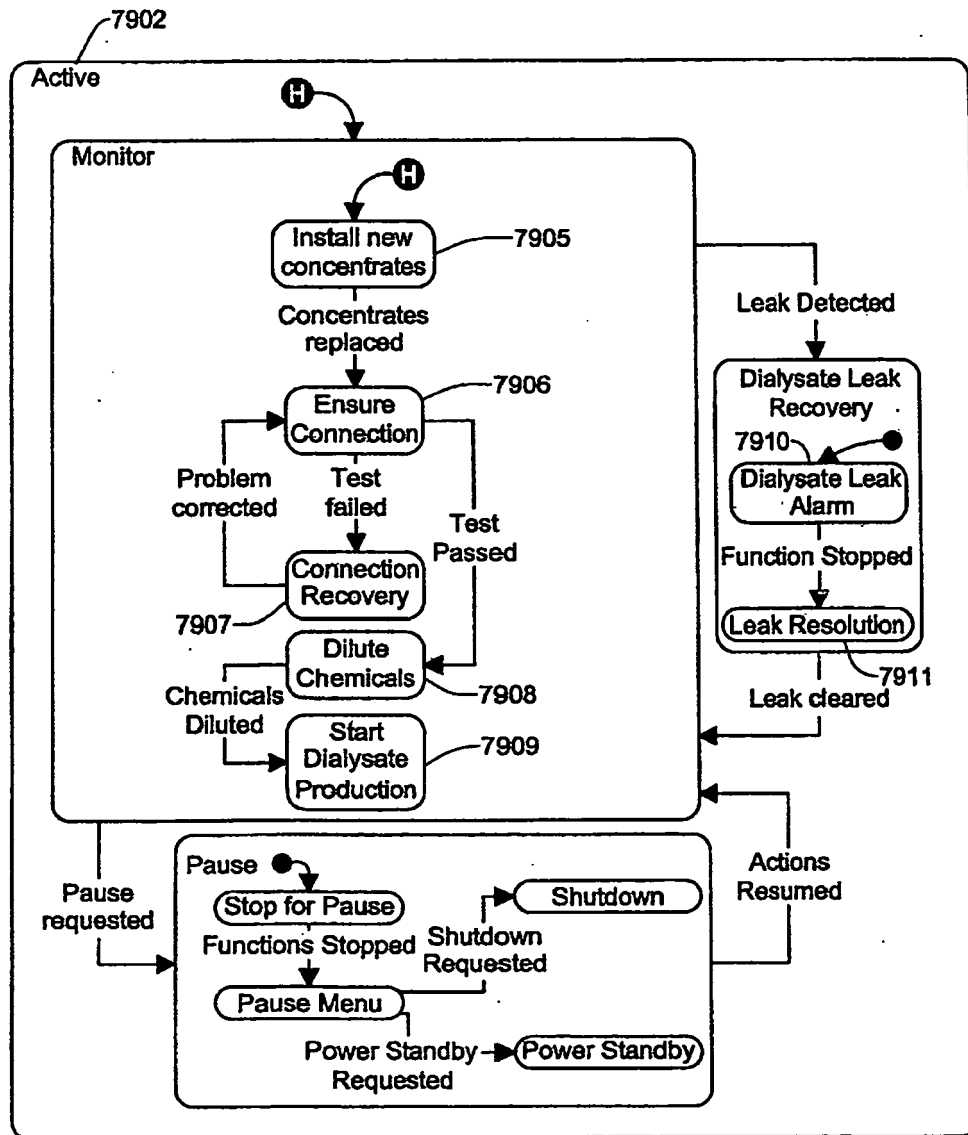 7902
Active
H
Monitor
H
Install new
concentrates
7905
Concentrates
replaced
Leak Detected
7906
Ensure
Connection
Dialysate Leak
Recovery
7910
Problem
corrected
Test
failed
Test
Passed
Dialysate Leak
Alarm
Function Stopped
Connection
Recovery
7907
Leak Resolution
7911
Dilute
Chemicals
7908
Leak cleared
Chemicals
Diluted
Start
Dialysate
Production
7909
Pause
requested
Pause
Stop for Pause
Functions Stopped
Pause Menu
Shutdown
Requested
Shutdown
Power Standby
Requested
Power Standby
Actions
Resumed